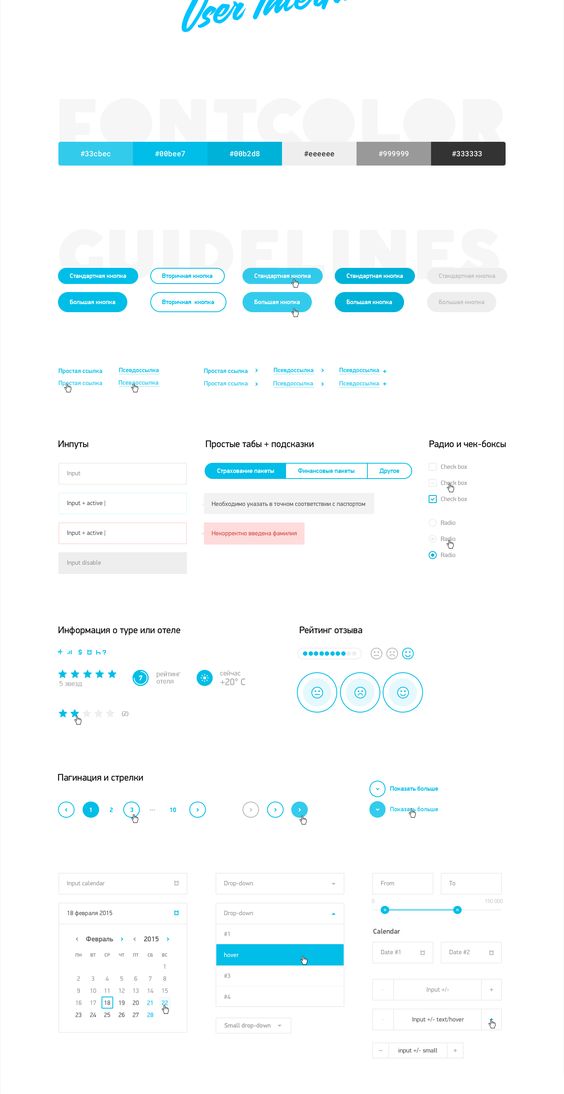 User Interf
FONTCOLOR
#33cbec #00bee7 #00b2d8 #eeeeee #999999 #333333
GUIDELINES
Стандартная кнопка Вторичная кнопка Стандартная кнопка Стандартная кнопка Стандартная кнопка
Большая кнопка Вторичная кнопка Большая кнопка Большая кнопка Большая кнопка
Простая ссылка Псевдоссылка Простая ссылка Псевдоссылка Псевдоссылка
Простая ссылка Псевдоссылка Простая ссылка Псевдоссылка Псевдоссылка
Инпуты
Input
Input + active |
Input + active |
Input disable
Простые табы + подсказки
Страхование пакеты Финансовые пакеты Другое
Необходимо указать в точном соответствии с паспортом
Некорректно введена фамилия
Радио и чек-боксы
Check box
Check box
Check box
Radio
Radio
Radio
Информация о туре или отеле
5 звезд
7 рейтинг
отеля
сейчас
+20° C
(2)
Рейтинг отзыва
Пагинация и стрелки
1 2 3 ... 10
Показать больше
Показать больше
Input calendar
18 февраля 2015
Февраль 2015
ПН ВТ СР ЧТ ПТ СБ ВС
1
2 3 4 5 6 7 8
9 10 11 12 13 14 15
16 17 18 19 20 21 22
23 24 25 26 27 28
Drop-down
Drop-down
#1
hover
#3
#4
Small drop-down
From To
0 110 000
Calendar
Date #1 Date #2
- Input +/- +
- Input +/- text/hover
- input +/- small +